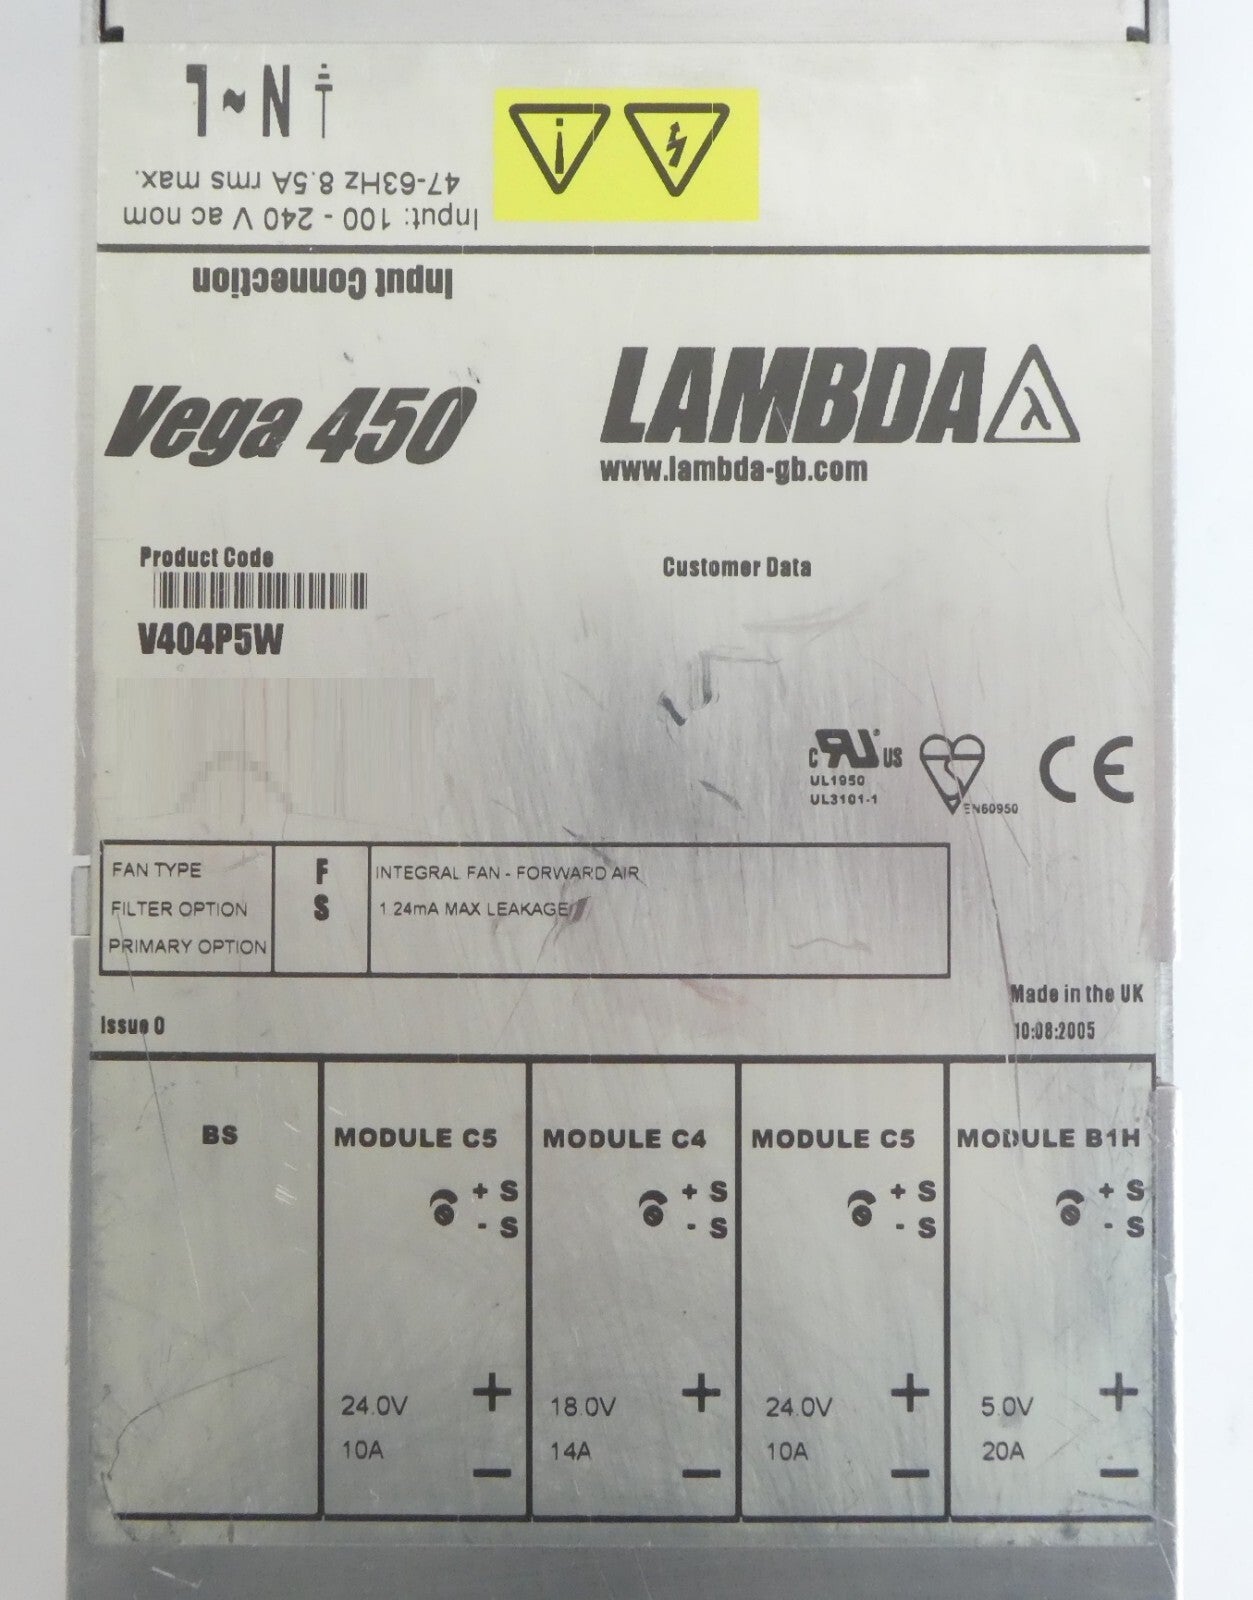 L ~ N
47-63Hz 8.5A rms max.
Input: 100 - 240 V ac nom
Input Connection
Vega 450
LAMBDA λ
www.lambda-gb.com
Product Code
Customer Data
V404P5W
c RU US
UL1950
UL3101-1
EN60950
CE
FAN TYPE F INTEGRAL FAN - FORWARD AIR
FILTER OPTION S 1.24mA MAX LEAKAGE
PRIMARY OPTION
Made in the UK
Issue 0
10:08:2005
BS
MODULE C5
+ S
- S
24.0V +
10A -
MODULE C4
+ S
- S
18.0V +
14A -
MODULE C5
+ S
- S
24.0V +
10A -
MODULE B1H
+ S
- S
5.0V +
20A -